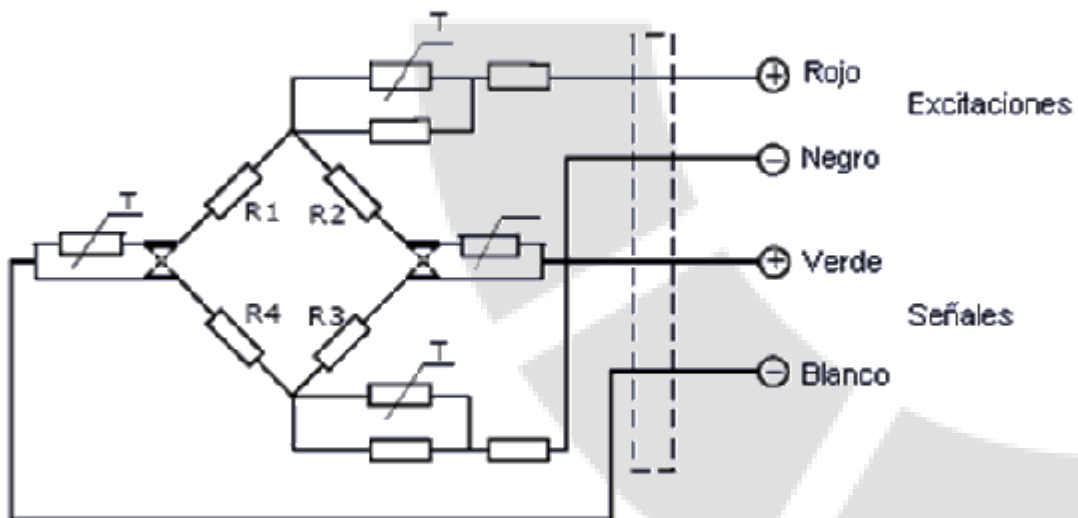 T
Rojo
Excitaciones
Negro
T
R1
R2
Verde
R4
R3
Señales
T
Blanco